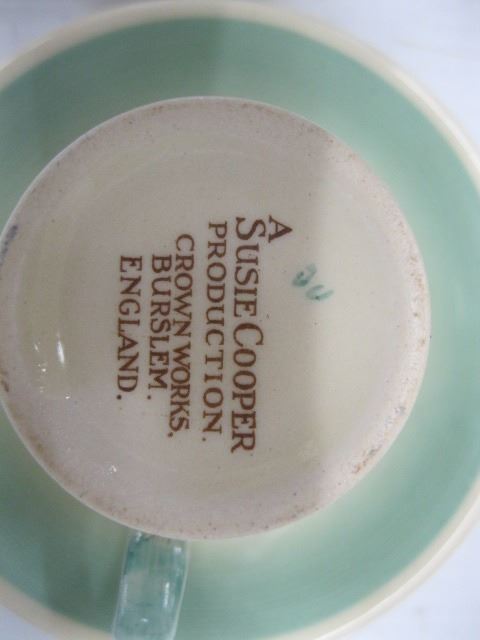 A
SUSIE COOPER
PRODUCTION.
CROWN WORKS.
BURSLEM.
ENGLAND.